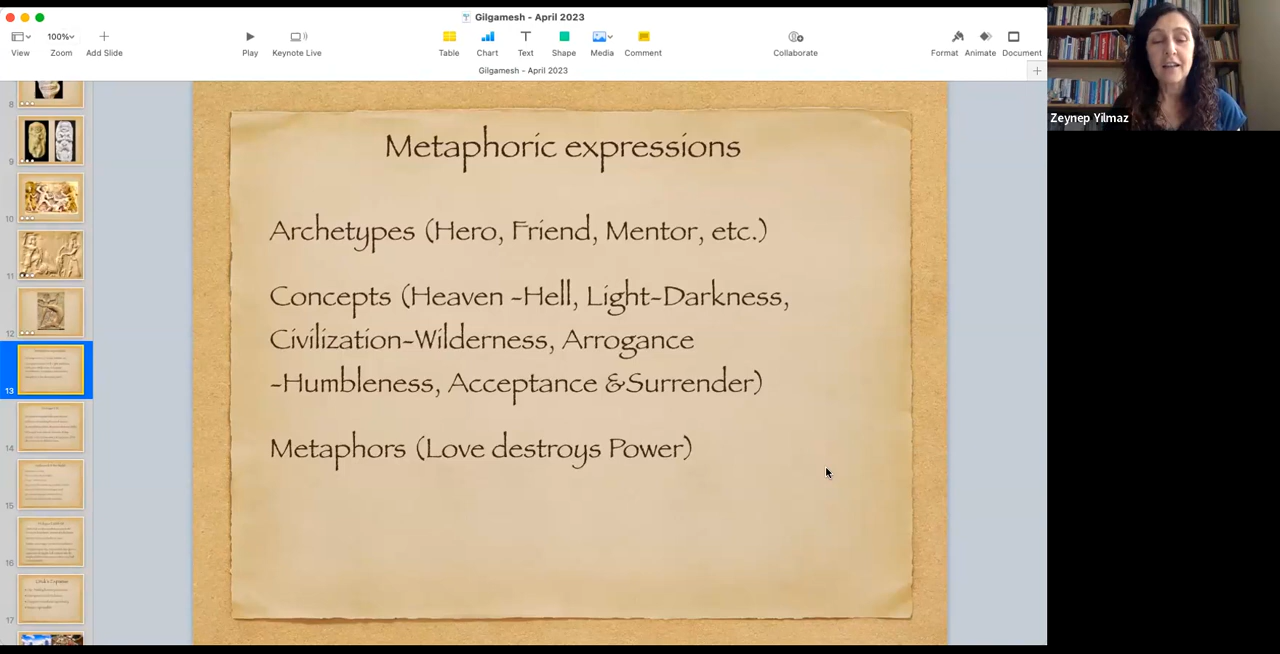 Gilgamesh - April 2023
100%
View
Zoom
Add Slide
Play
Keynote Live
Table
Chart
Text
Shape
Media
Comment
Collaborate
Format
Animate
Document
Gilgamesh - April 2023
Zeynep Yilmaz
8
9
10
11
12
13
14
15
16
17
Metaphoric expressions
Archetypes (Hero, Friend, Mentor, etc.)
Concepts (Heaven -Hell, Light-Darkness,
Civilization-Wilderness, Arrogance
-Humbleness, Acceptance &Surrender)
Metaphors (Love destroys Power)